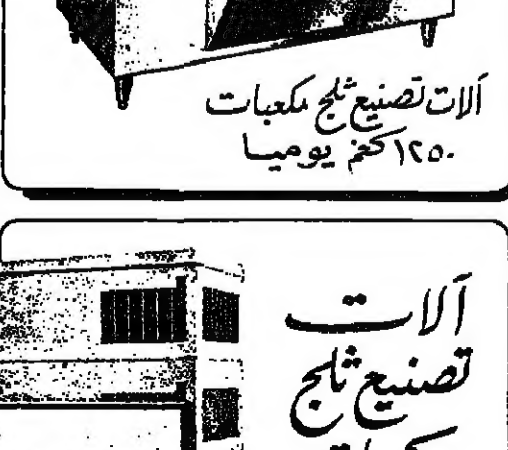 آلات تصنيع ثلج مكعبات
١٢٥٠ كغم يوميا
آلات
تصنيع ثلج